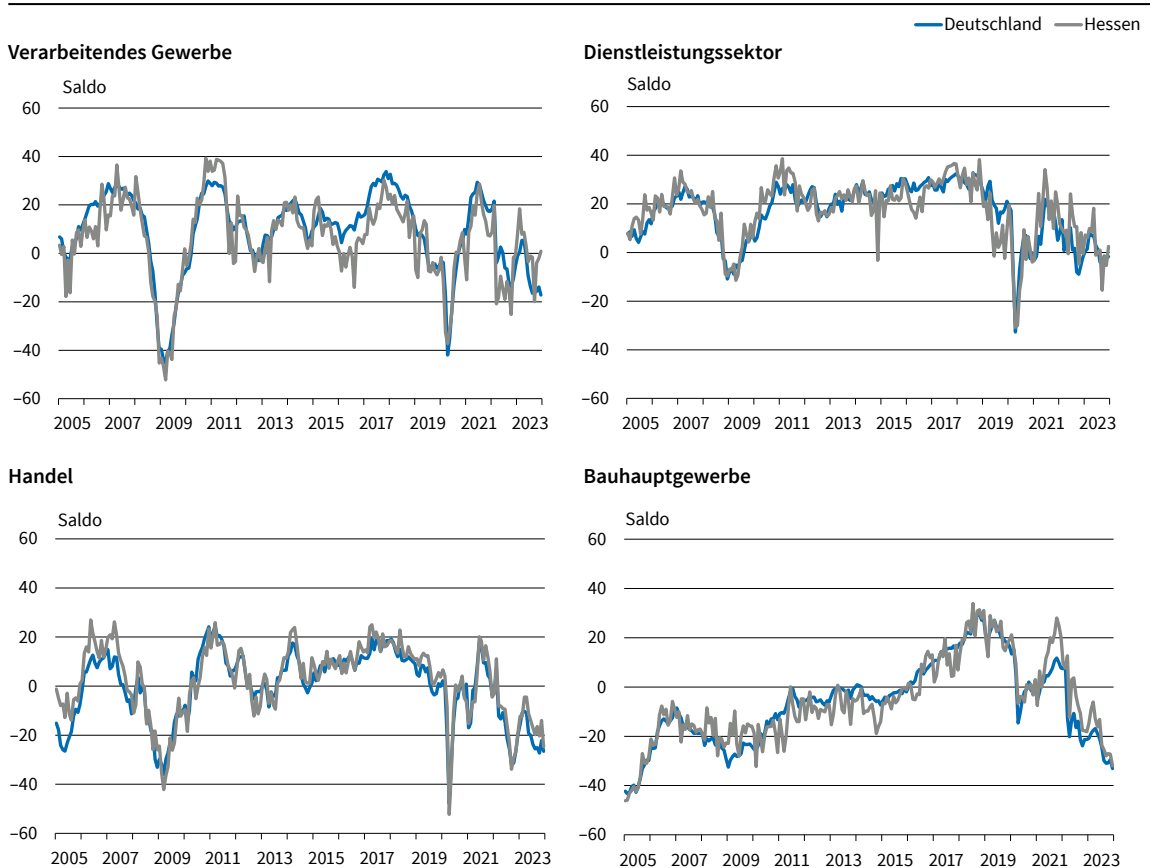 Deutschland Hessen
Verarbeitendes Gewerbe
Saldo
60
40
20
0
−20
−40
−60
2005 2007 2009 2011 2013 2015 2017 2019 2021 2023
Dienstleistungssektor
Saldo
60
40
20
0
−20
−40
−60
2005 2007 2009 2011 2013 2015 2017 2019 2021 2023
Handel
Saldo
60
40
20
0
−20
−40
−60
2005 2007 2009 2011 2013 2015 2017 2019 2021 2023
Bauhauptgewerbe
Saldo
60
40
20
0
−20
−40
−60
2005 2007 2009 2011 2013 2015 2017 2019 2021 2023